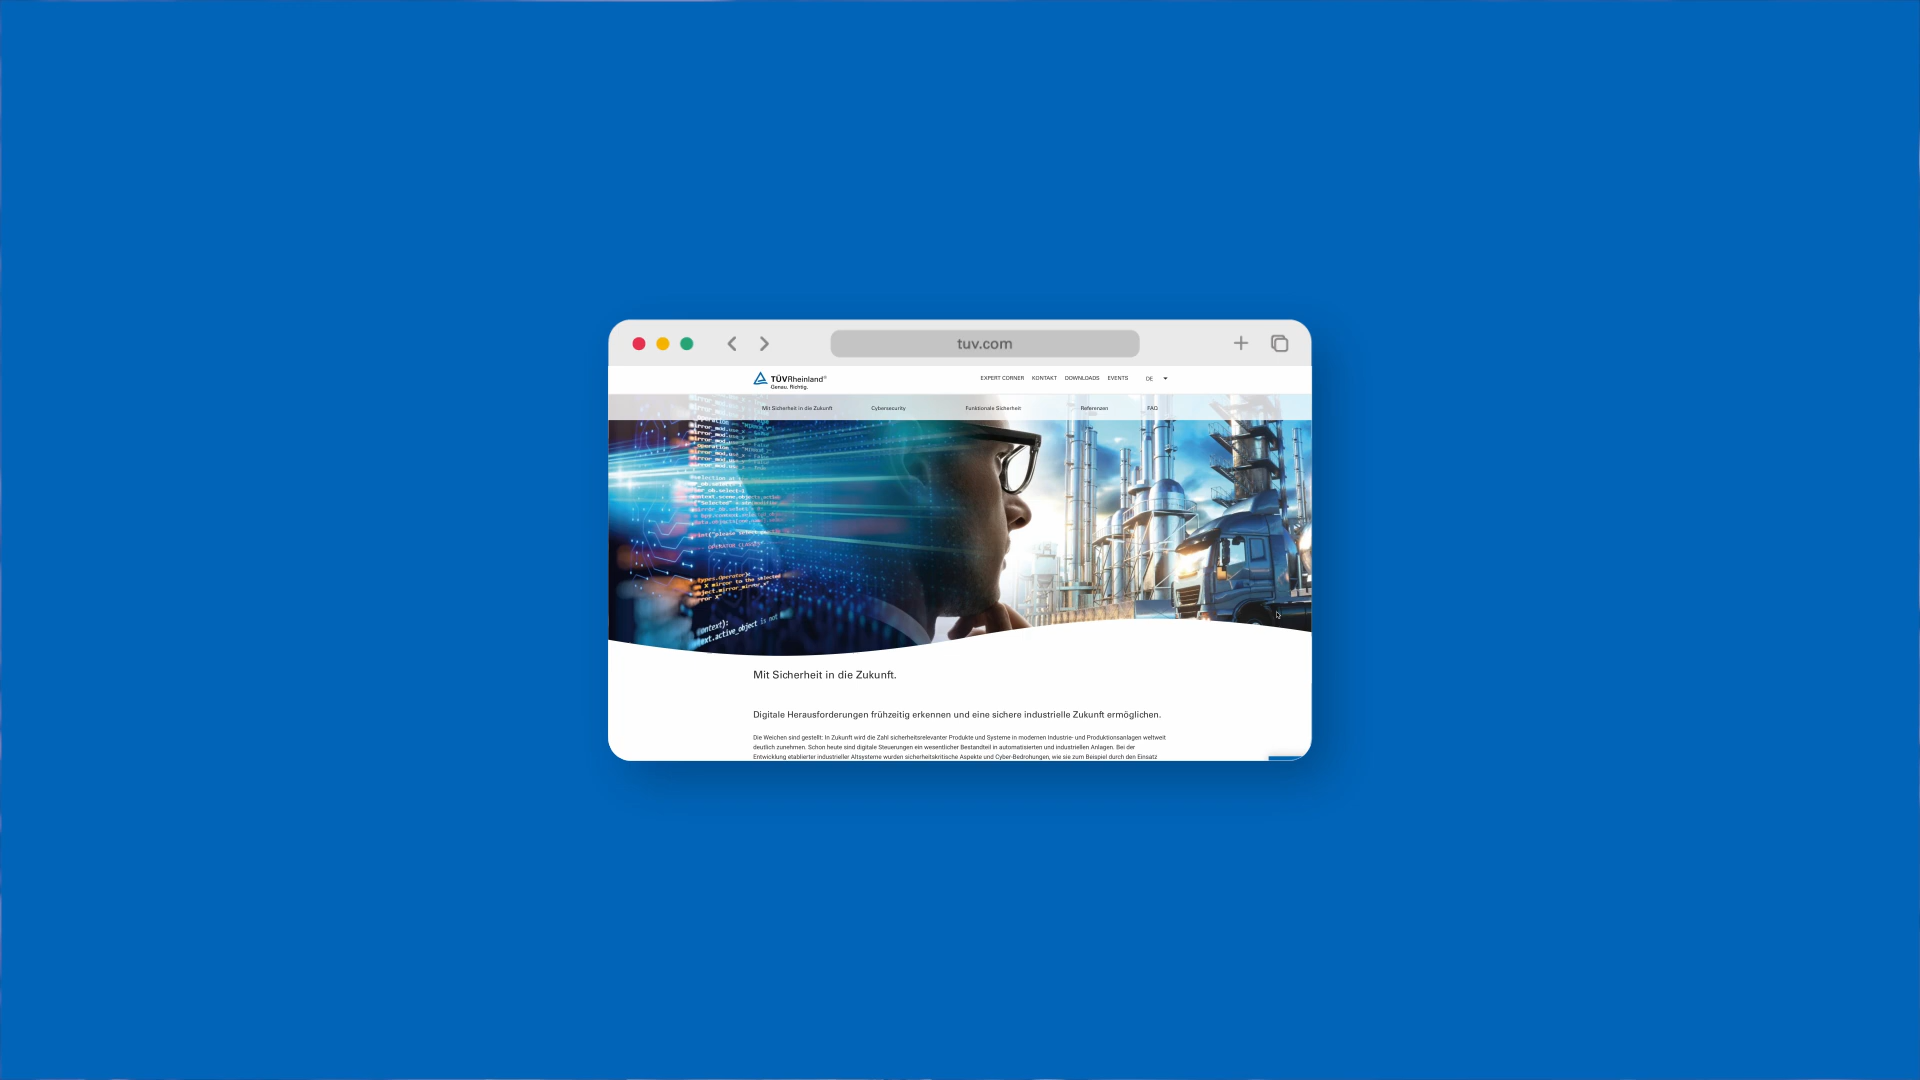 tuv.com
TÜVRheinland®
Genau. Richtig.
EXPERT CORNER KONTAKT DOWNLOADS EVENTS DE
Mit Sicherheit in die Zukunft Cybersecurity Funktionale Sicherheit Referenzen FAQ
Mit Sicherheit in die Zukunft.
Digitale Herausforderungen frühzeitig erkennen und eine sichere industrielle Zukunft ermöglichen.
Die Weichen sind gestellt: In Zukunft wird die Zahl sicherheitsrelevanter Produkte und Systeme in modernen Industrie- und Produktionsanlagen weltweit
deutlich zunehmen. Schon heute sind digitale Steuerungen ein wesentlicher Bestandteil in automatisierten und industriellen Anlagen. Bei der
Entwicklung etablierter industrieller Altsysteme wurden sicherheitskritische Aspekte und Cyber-Bedrohungen, wie sie zum Beispiel durch den Einsatz